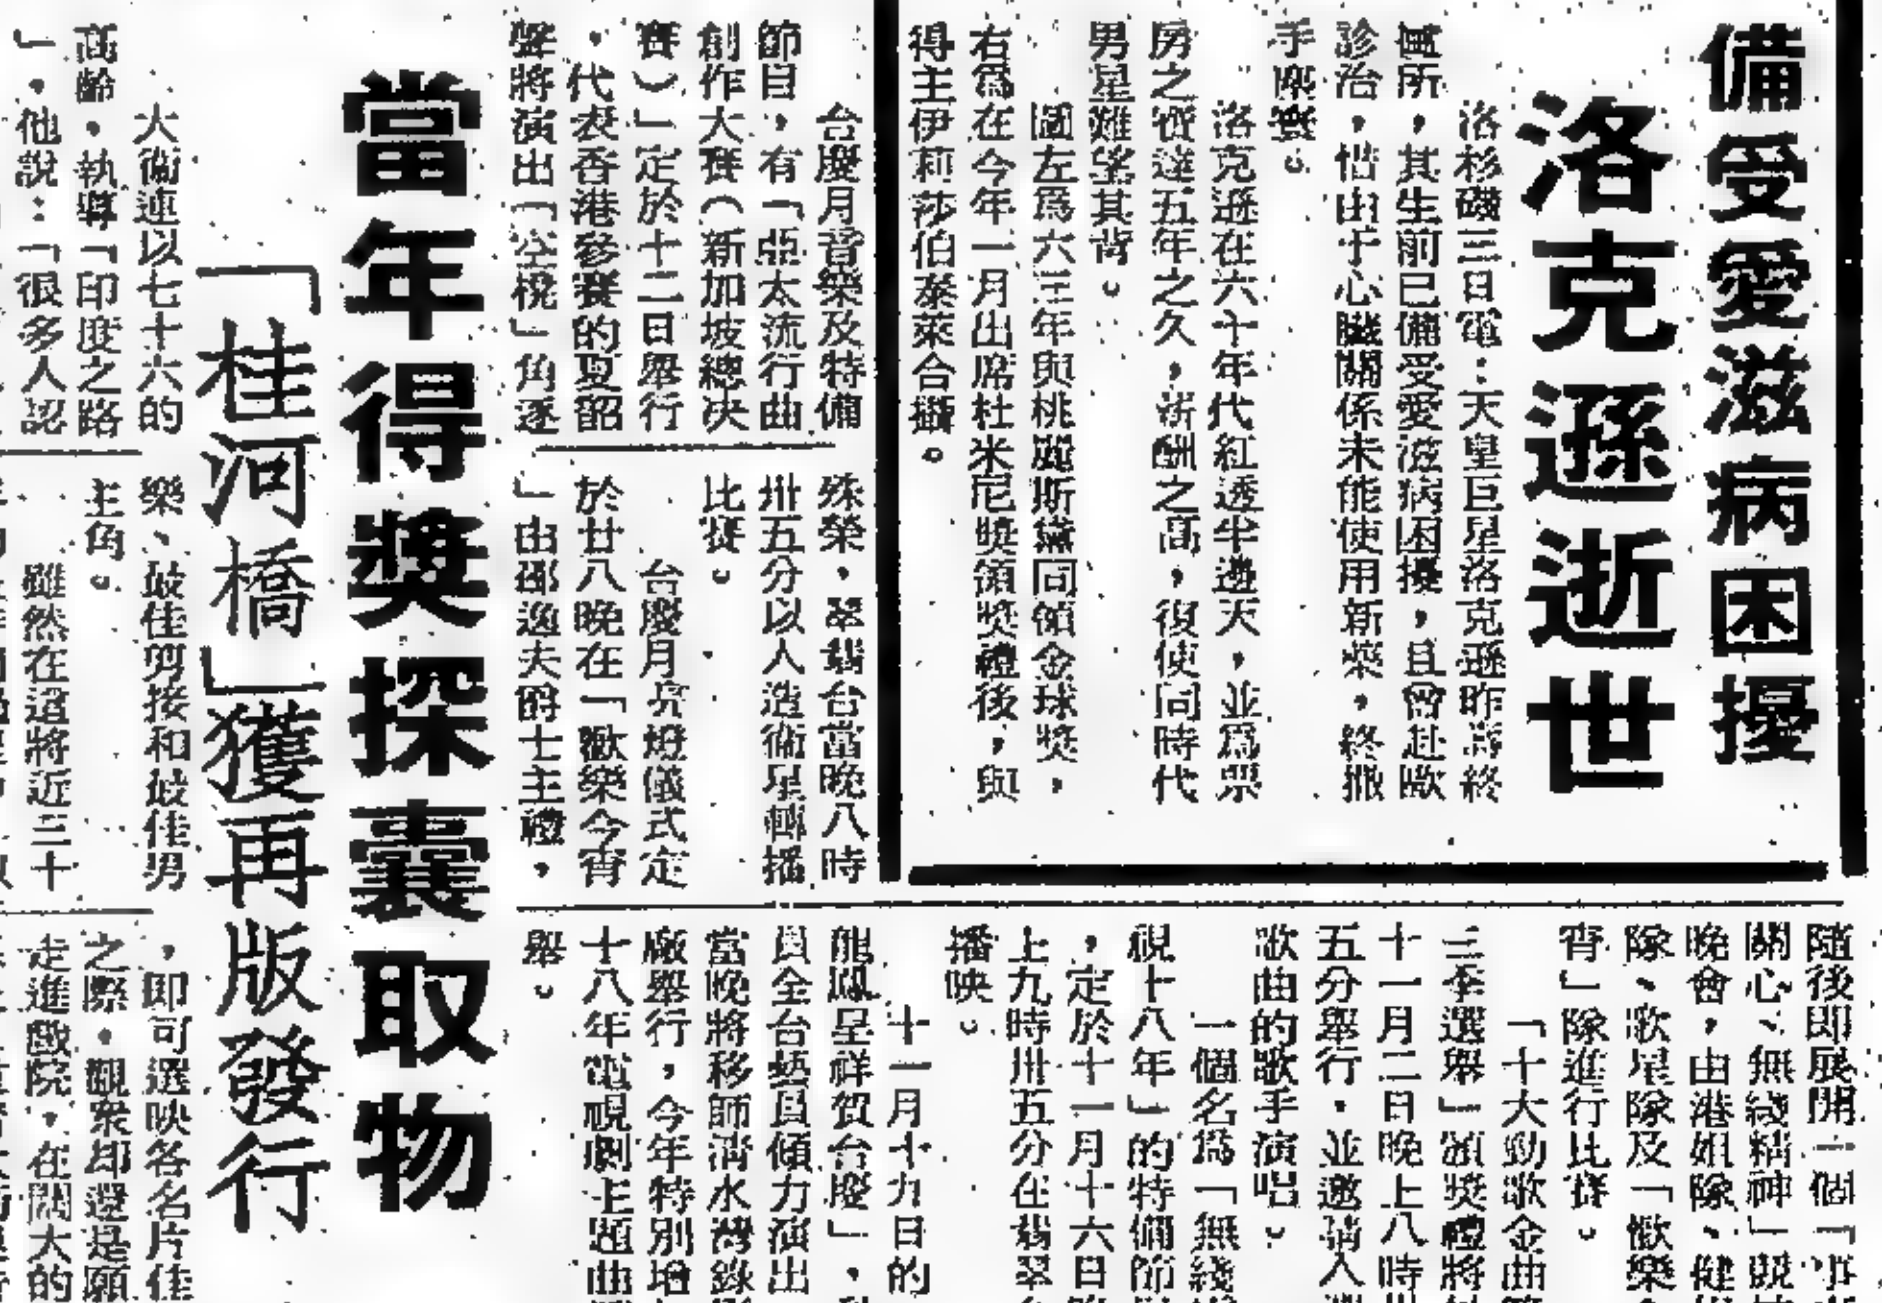 備受愛滋病困擾
洛克遜逝世
洛杉磯三日電：天皇巨星洛克遜昨壽終
寓所，其生前已備受愛滋病困擾，且曾赴歐
診治，惜由于心臟關係未能使用新藥，終撒
手塵寰。
洛克遜在六十年代紅透半邊天，並爲票
房之寶達五年之久，薪酬之高，復使同時代
男星難望其背。
圖左爲六三年與桃麗斯黛同領金球獎，
右爲在今年一月出席杜米尼獎領獎禮後，與
得主伊莉莎伯泰萊合攝。
台慶月音樂及特備
節目，有「亞太流行曲
創作大賽（新加坡總決
賽）」定於十二日舉行
，代表香港參賽的夏韶
聲將演出「空櫈」角逐
殊榮，翠翡台當晚八時
卅五分以人造衞星轉播
比賽。
台慶月亮燈儀式定
於廿八晚在「歡樂今宵
」由邵逸夫爵士主禮，
隨後即展開一個「
關心、無綫精神」競
晚會，由港姐隊、健
隊、歌星隊及「歡樂
宵」隊進行比賽。
「十大勁歌金曲
三季選舉」頒獎禮將
十一月二日晚上八時
五分舉行，並邀請入
歌曲的歌手演唱。
一個名爲「無綫
視十八年」的特備節
，定於十一月十六日
上九時卅五分在翡翠
播映。
十一月十九日的
龍鳳呈祥賀台慶」，
員全台藝員傾力演出
當晚將移師清水灣錄
廠舉行，今年特別增
十八年電視劇主題曲
舉。
當年得獎探囊取物
「桂河橋」獲再版發行
大衞連以七十六的
高齡，執導「印度之路
」，他說：「很多人認
樂、最佳剪接和最佳男
主角。
雖然在這將近三十
，即可選映各名片佳
之際，觀衆却還是願
走進戲院，在闊大的